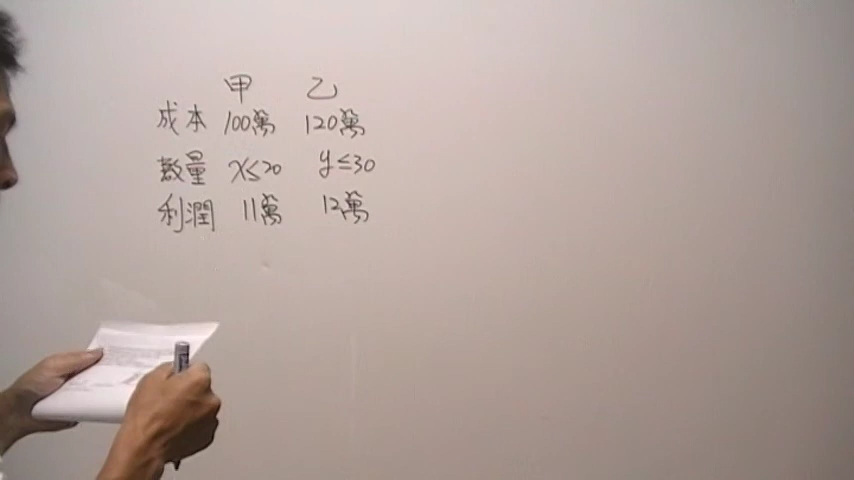 甲 乙
成本 100萬 120萬
數量 x≤20 y≤30
利潤 11萬 12萬